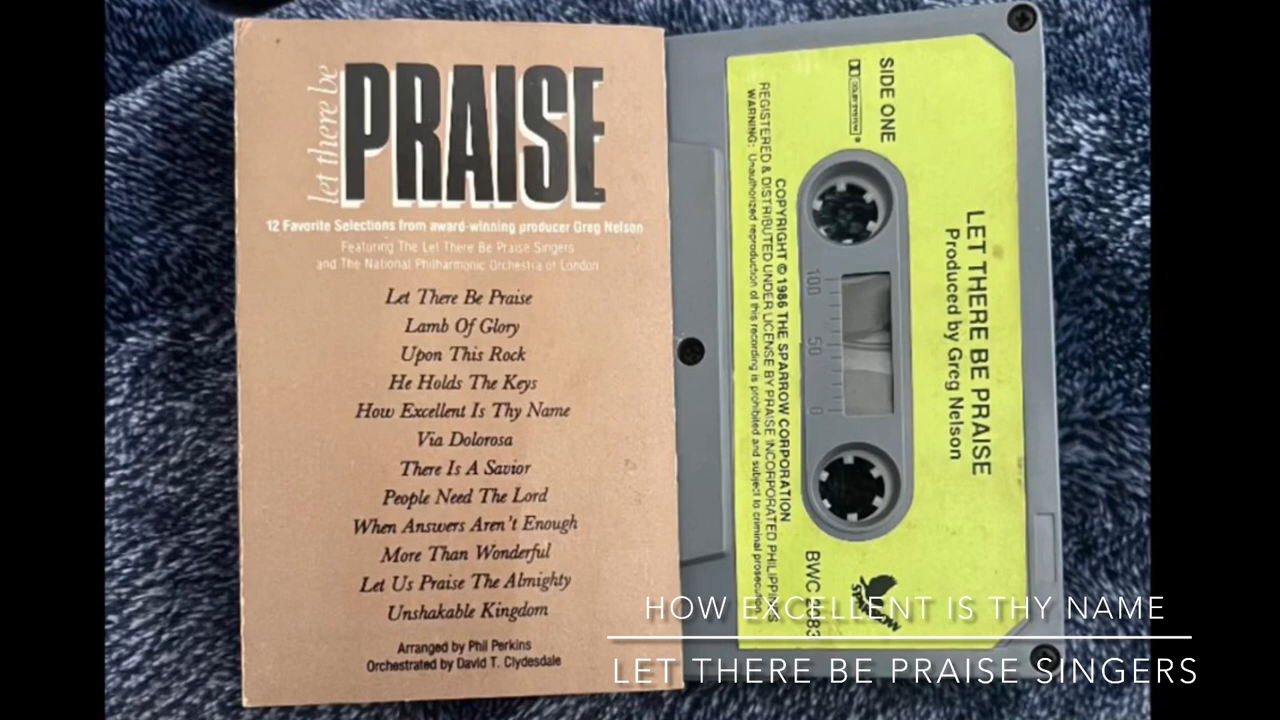 let there be
PRAISE
12 Favorite Selections from award-winning producer Greg Nelson
Featuring The Let There Be Praise Singers
and The National Philharmonic Orchestra of London
Let There Be Praise
Lamb Of Glory
Upon This Rock
He Holds The Keys
How Excellent Is Thy Name
Via Dolorosa
There Is A Savior
People Need The Lord
When Answers Aren't Enough
More Than Wonderful
Let Us Praise The Almighty
Unshakable Kingdom
Arranged by Phil Perkins
Orchestrated by David T. Clydesdale
LET THERE BE PRAISE
Produced by Greg Nelson
SIDE ONE
100 50 0
BWC
COPYRIGHT © 1986 THE SPARROW CORPORATION
REGISTERED & DISTRIBUTED UNDER LICENSE BY PRAISE INCORPORATED PHILIPPINES
WARNING: Unauthorized reproduction of this recording is prohibited and subject to criminal prosecution
HOW EXCELLENT IS THY NAME
LET THERE BE PRAISE SINGERS